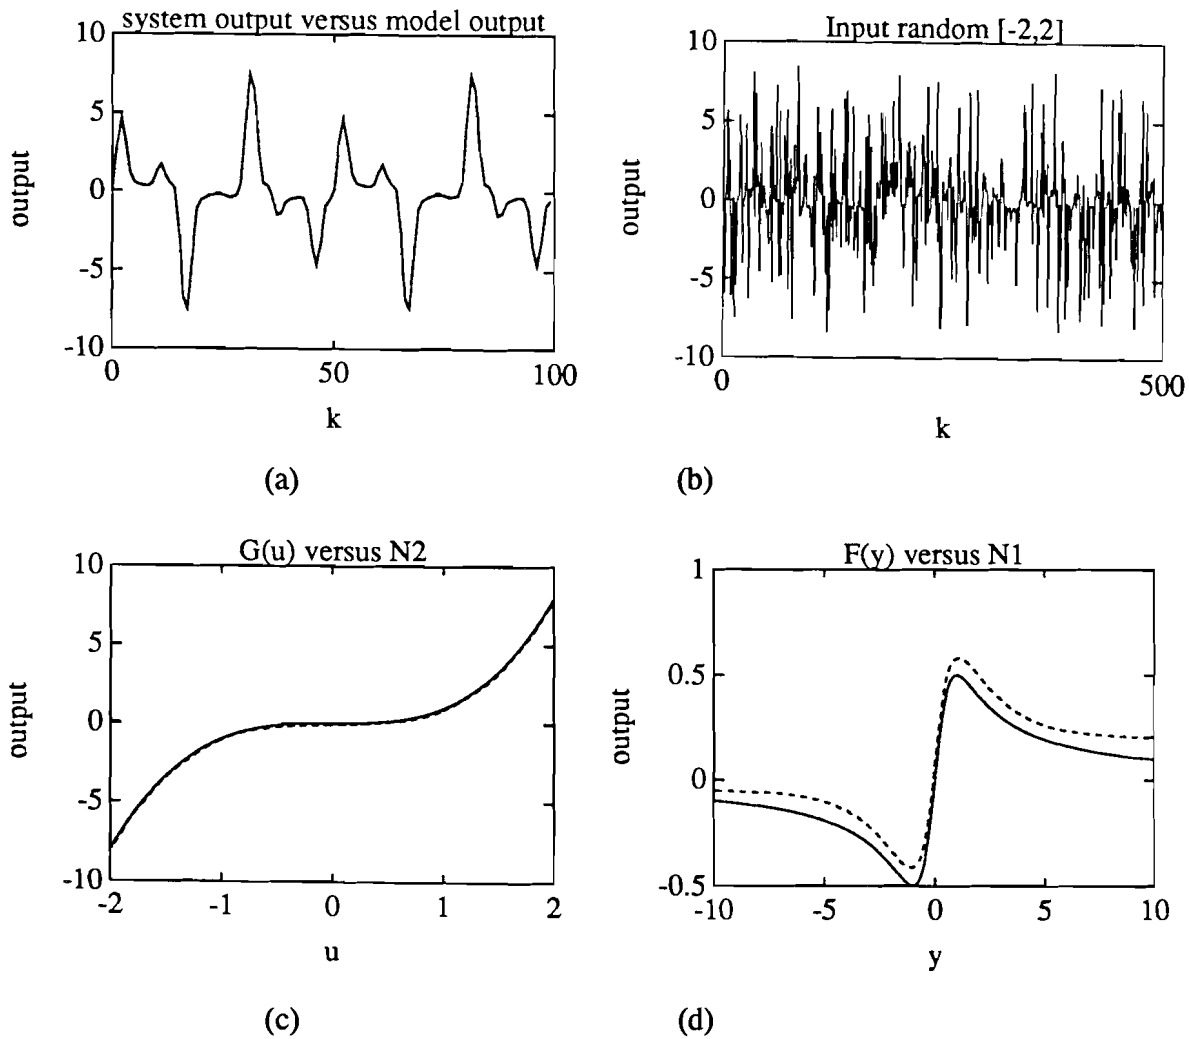 system output versus model output
10
5
0
-5
-10
output
0
50
100
k
(a)
Input random [-2,2]
10
5
0
-5
-10
output
0
500
k
(b)
G(u) versus N2
10
5
0
-5
-10
output
-2
-1
0
1
2
u
(c)
F(y) versus N1
1
0.5
0
-0.5
output
-10
-5
0
5
10
y
(d)